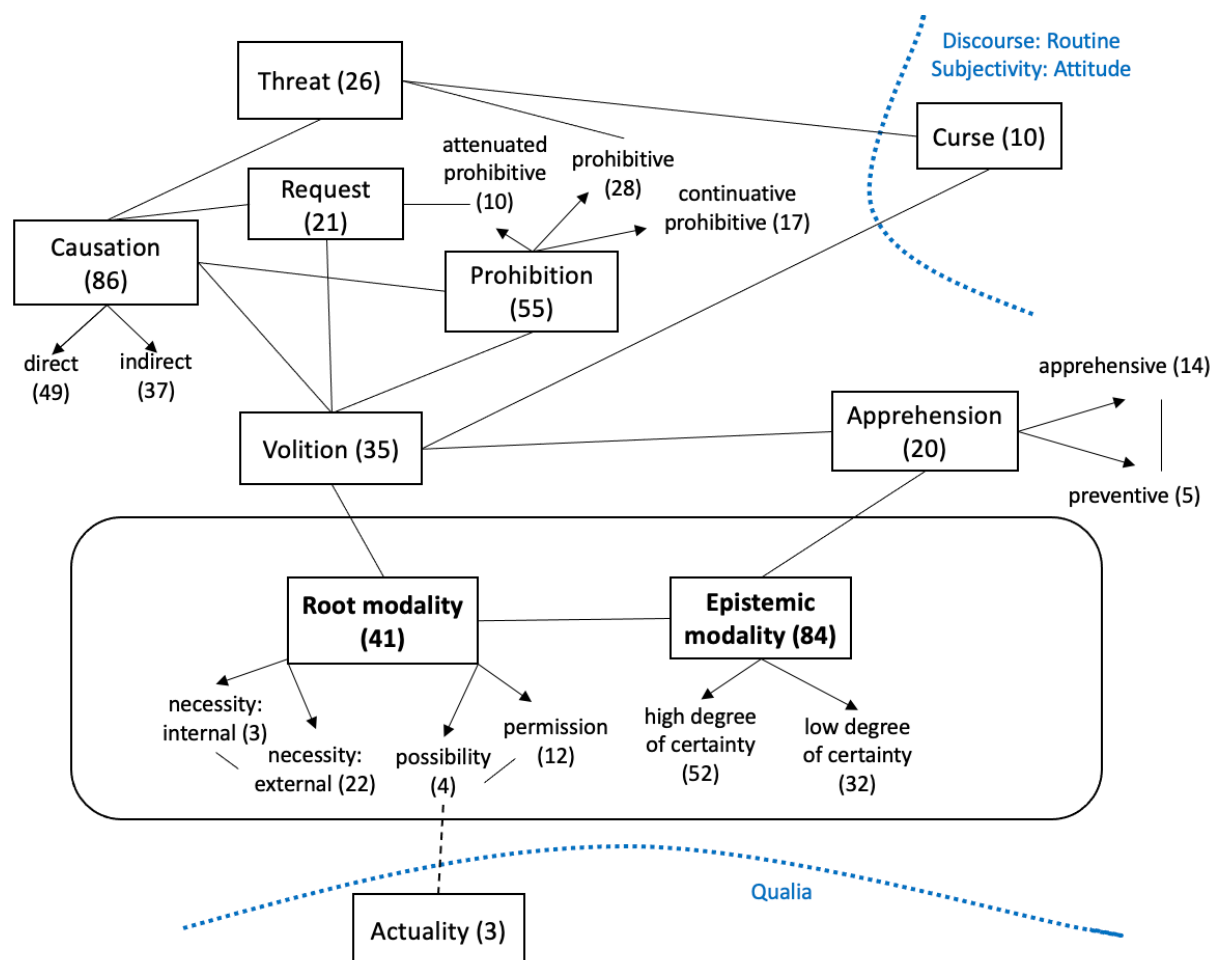 Discourse: Routine
Subjectivity: Attitude
Threat (26)
Curse (10)
attenuated
prohibitive
(10)
prohibitive
(28)
continuative
prohibitive (17)
Request
(21)
Causation
(86)
Prohibition
(55)
direct
(49)
indirect
(37)
apprehensive (14)
Volition (35)
Apprehension
(20)
preventive (5)
Root modality
(41)
Epistemic
modality (84)
necessity:
internal (3)
necessity:
external (22)
possibility
(4)
permission
(12)
high degree
of certainty
(52)
low degree
of certainty
(32)
Qualia
Actuality (3)